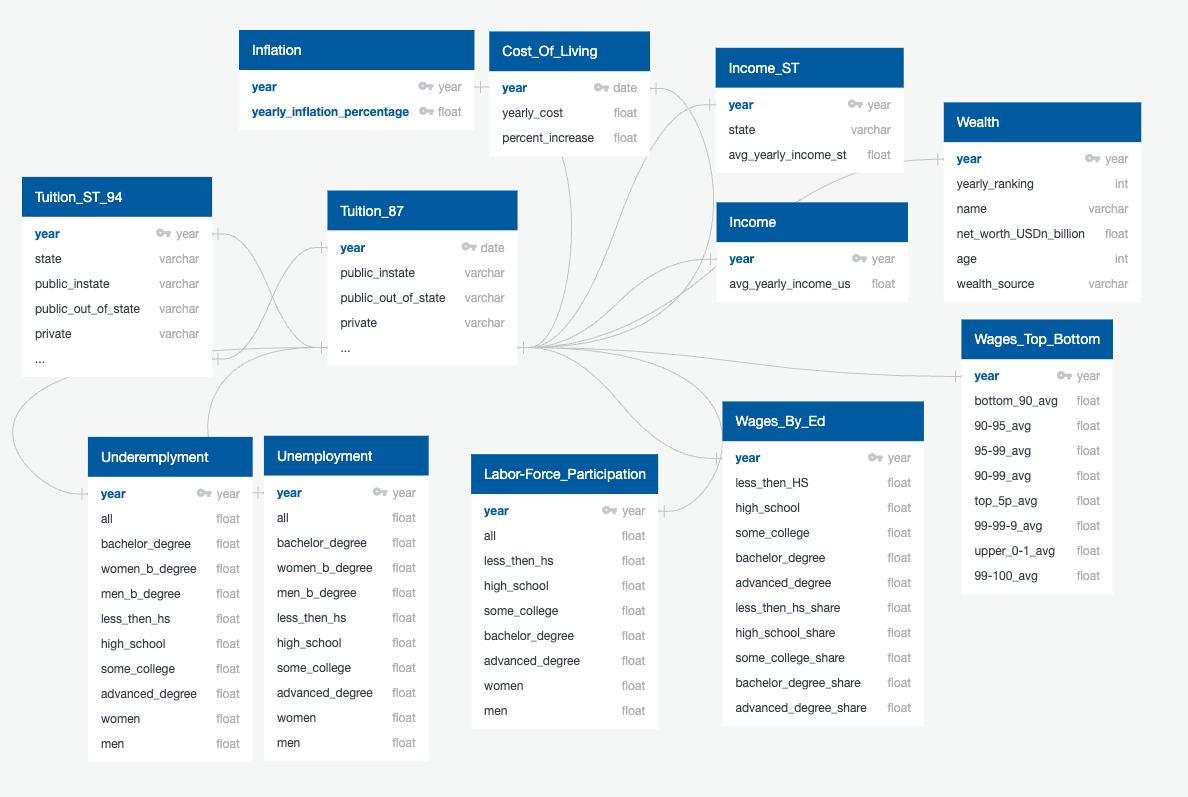 Inflation
year year
yearly_inflation_percentage float
Cost_Of_Living
year date
yearly_cost float
percent_increase float
Income_ST
year year
state varchar
avg_yearly_income_st float
Wealth
year year
yearly_ranking int
name varchar
net_worth_USDn_billion float
age int
wealth_source varchar
Tuition_ST_94
year year
state varchar
public_instate varchar
public_out_of_state varchar
private varchar
...
Tuition_87
year date
public_instate varchar
public_out_of_state varchar
private varchar
...
Income
year year
avg_yearly_income_us float
Wages_Top_Bottom
year year
bottom_90_avg float
90-95_avg float
95-99_avg float
90-99_avg float
top_5p_avg float
99-99-9_avg float
upper_0-1_avg float
99-100_avg float
Underemplyment
year year
all float
bachelor_degree float
women_b_degree float
men_b_degree float
less_then_hs float
high_school float
some_college float
advanced_degree float
women float
men float
Unemployment
year year
all float
bachelor_degree float
women_b_degree float
men_b_degree float
less_then_hs float
high_school float
some_college float
advanced_degree float
women float
men float
Labor-Force_Participation
year year
all float
less_then_hs float
high_school float
some_college float
bachelor_degree float
advanced_degree float
women float
men float
Wages_By_Ed
year year
less_then_HS float
high_school float
some_college float
bachelor_degree float
advanced_degree float
less_then_hs_share float
high_school_share float
some_college_share float
bachelor_degree_share float
advanced_degree_share float